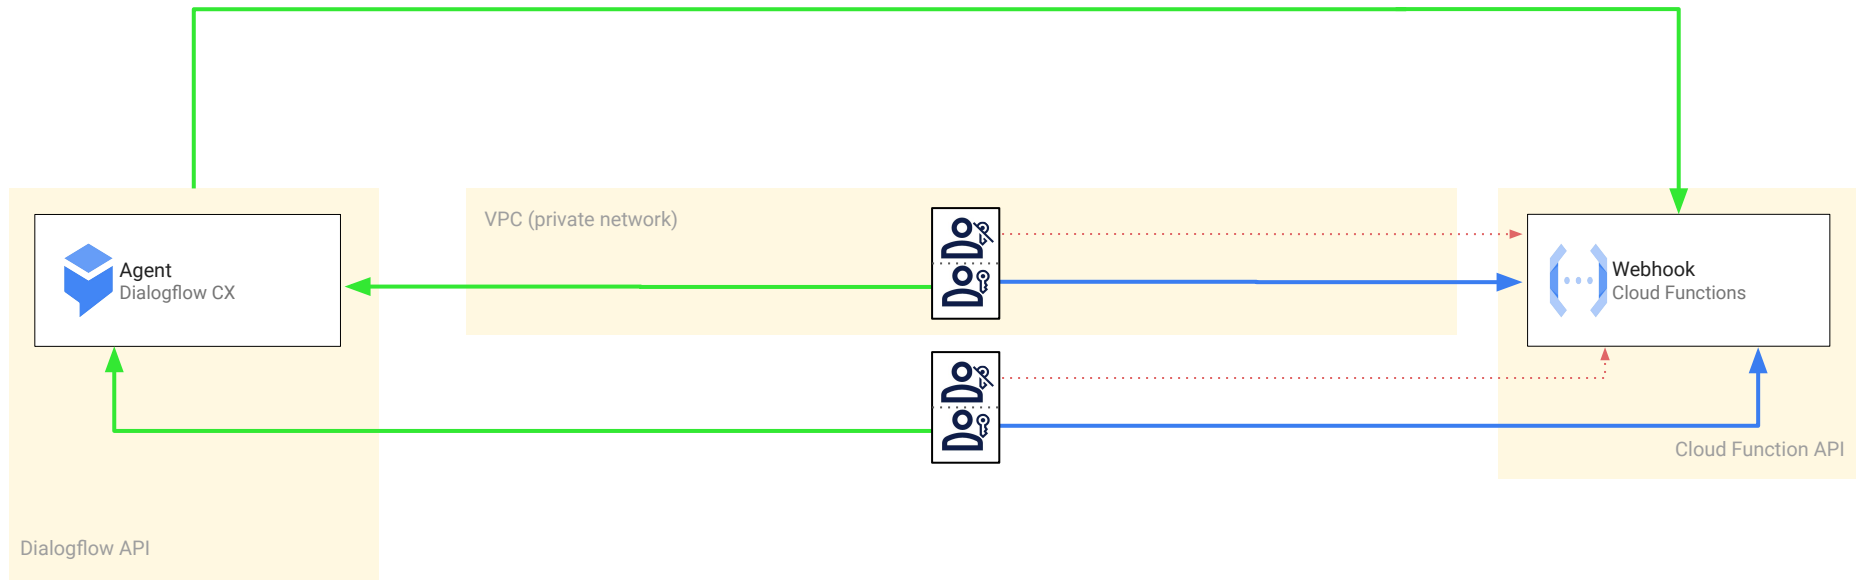 VPC (private network)
Agent
Dialogflow CX
Webhook
Cloud Functions
Cloud Function API
Dialogflow API